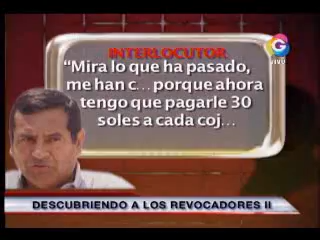 INTERLOCUTOR
"Mira lo que ha pasado,
me han c... porque ahora
tengo que pagarle 30
soles a cada coj...
G
VIVO
DESCUBRIENDO A LOS REVOCADORES II